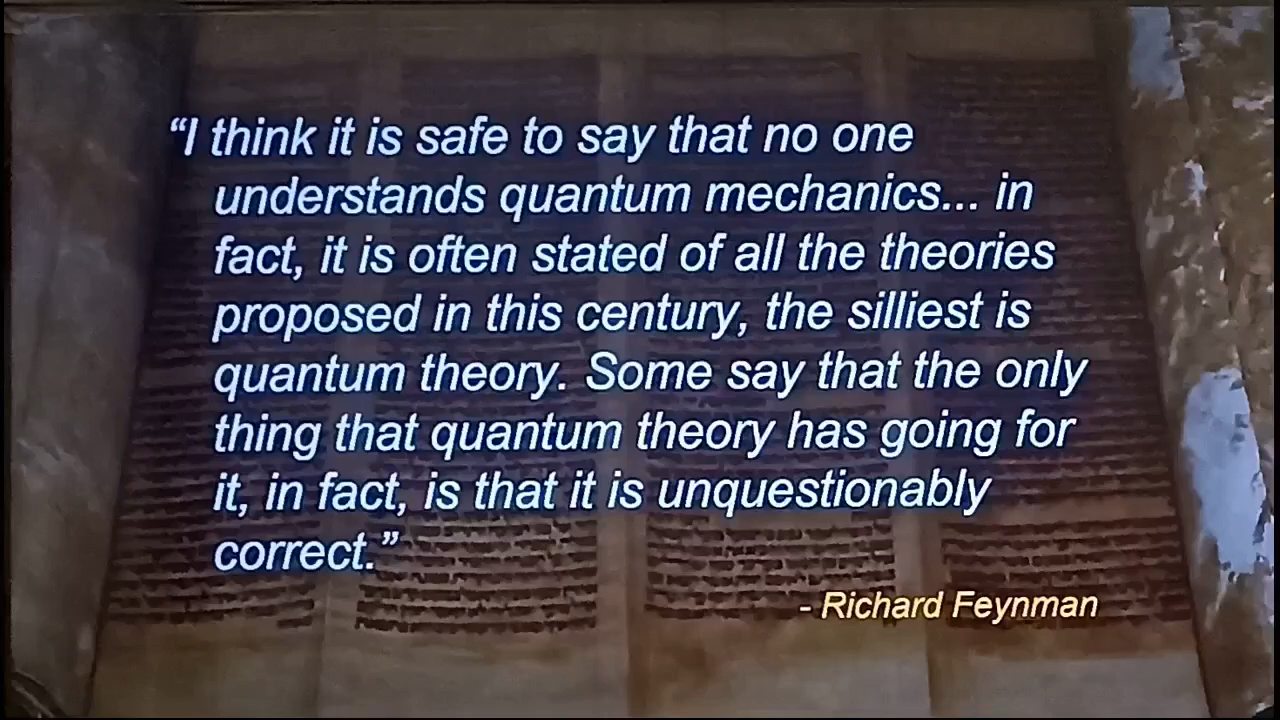 “I think it is safe to say that no one
understands quantum mechanics... in
fact, it is often stated of all the theories
proposed in this century, the silliest is
quantum theory. Some say that the only
thing that quantum theory has going for
it, in fact, is that it is unquestionably
correct.”
- Richard Feynman